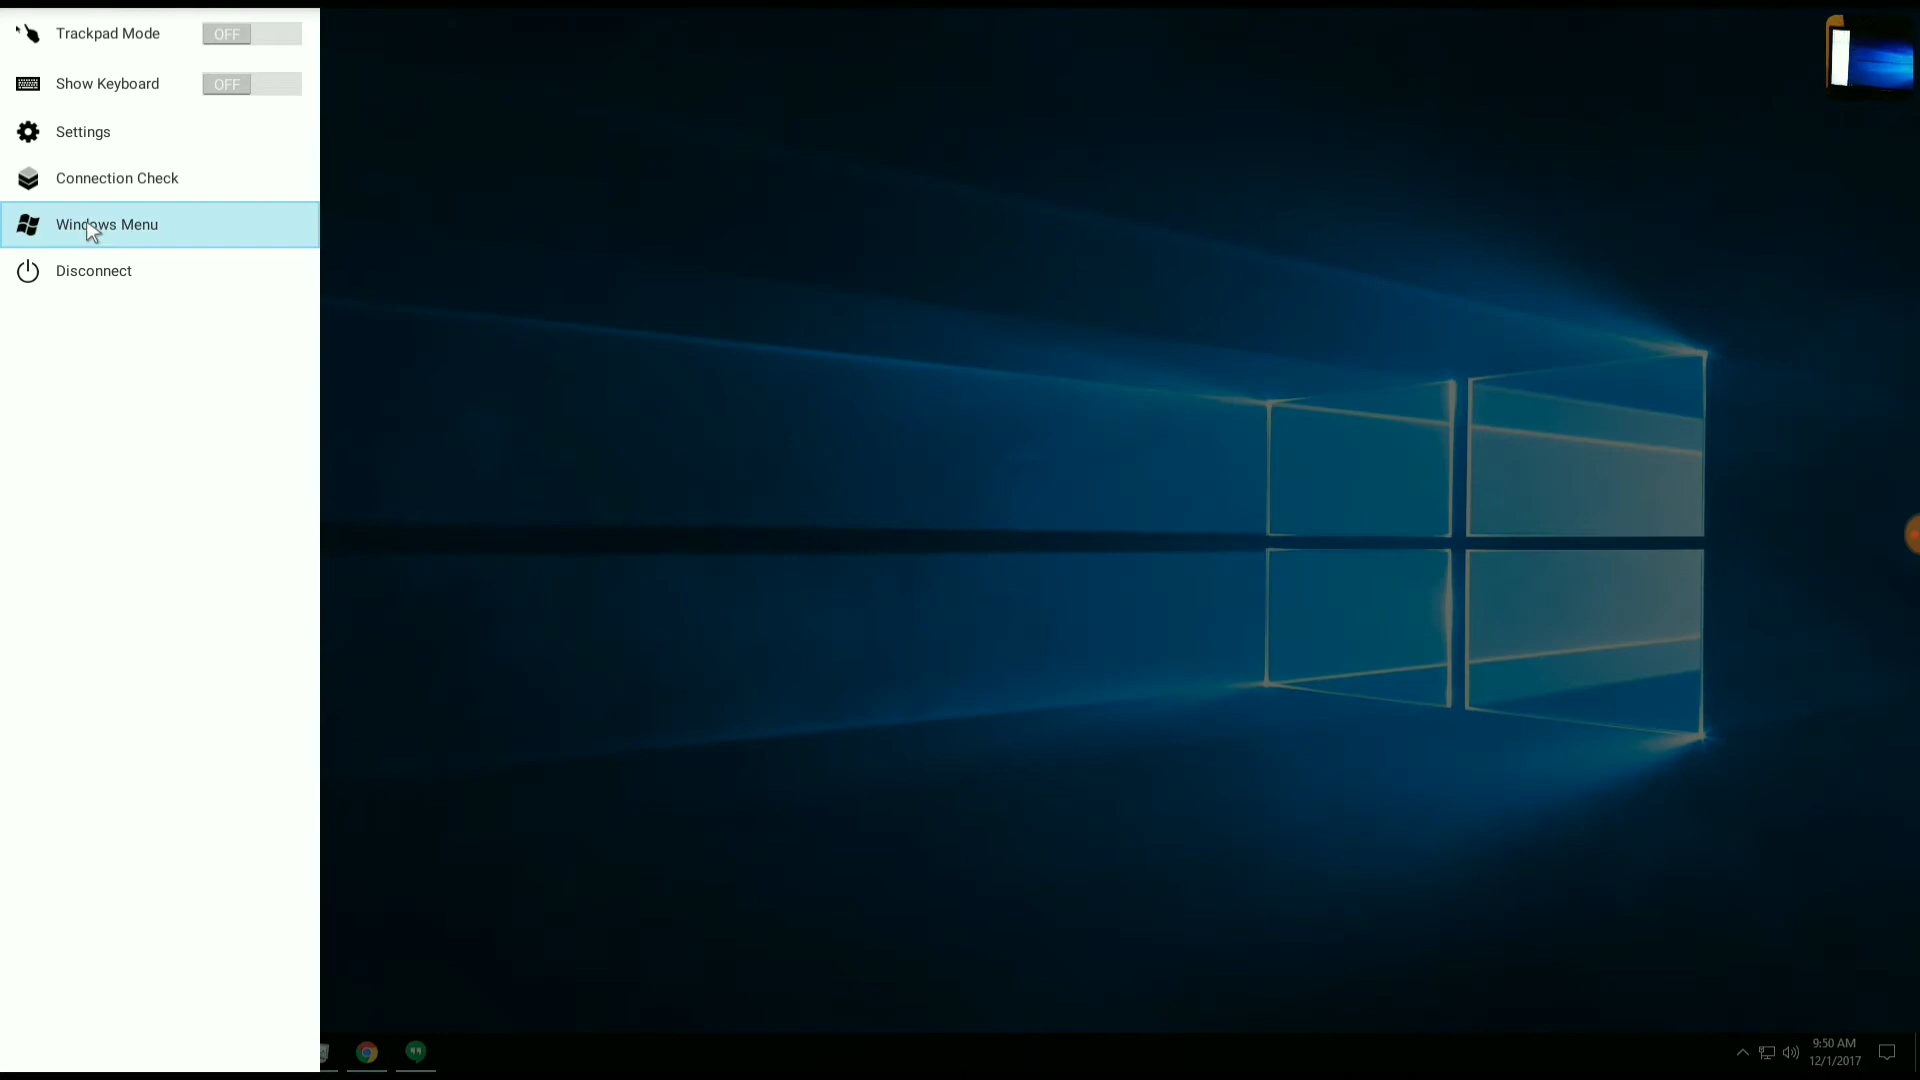 Trackpad Mode OFF
Show Keyboard OFF
Settings
Connection Check
Windows Menu
Disconnect
9:50 AM
12/1/2017